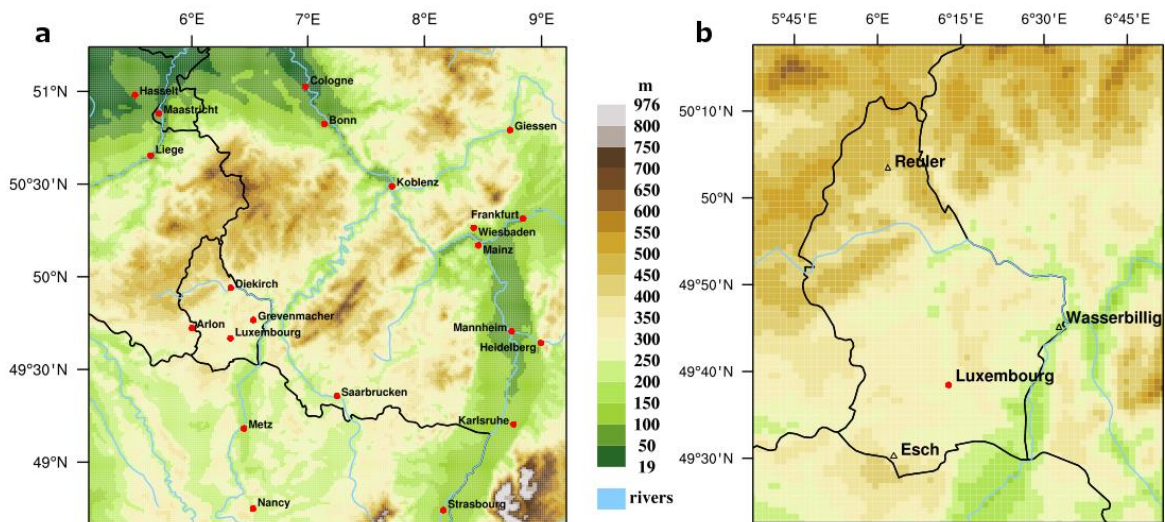 a
6°E 7°E 8°E 9°E
51°N
50°30'N
50°N
49°30'N
49°N
Hasselt
Maastricht
Liege
Cologne
Bonn
Giessen
Koblenz
Frankfurt
Wiesbaden
Mainz
Diekirch
Grevenmacher
Arlon
Luxembourg
Mannheim
Heidelberg
Saarbrucken
Karlsruhe
Metz
Nancy
Strasbourg
m
976
800
750
700
650
600
550
500
450
400
350
300
250
200
150
100
50
19
rivers
b
5°45'E 6°E 6°15'E 6°30'E 6°45'E
50°10'N
50°N
49°50'N
49°40'N
49°30'N
Reuler
Wasserbillig
Luxembourg
Esch